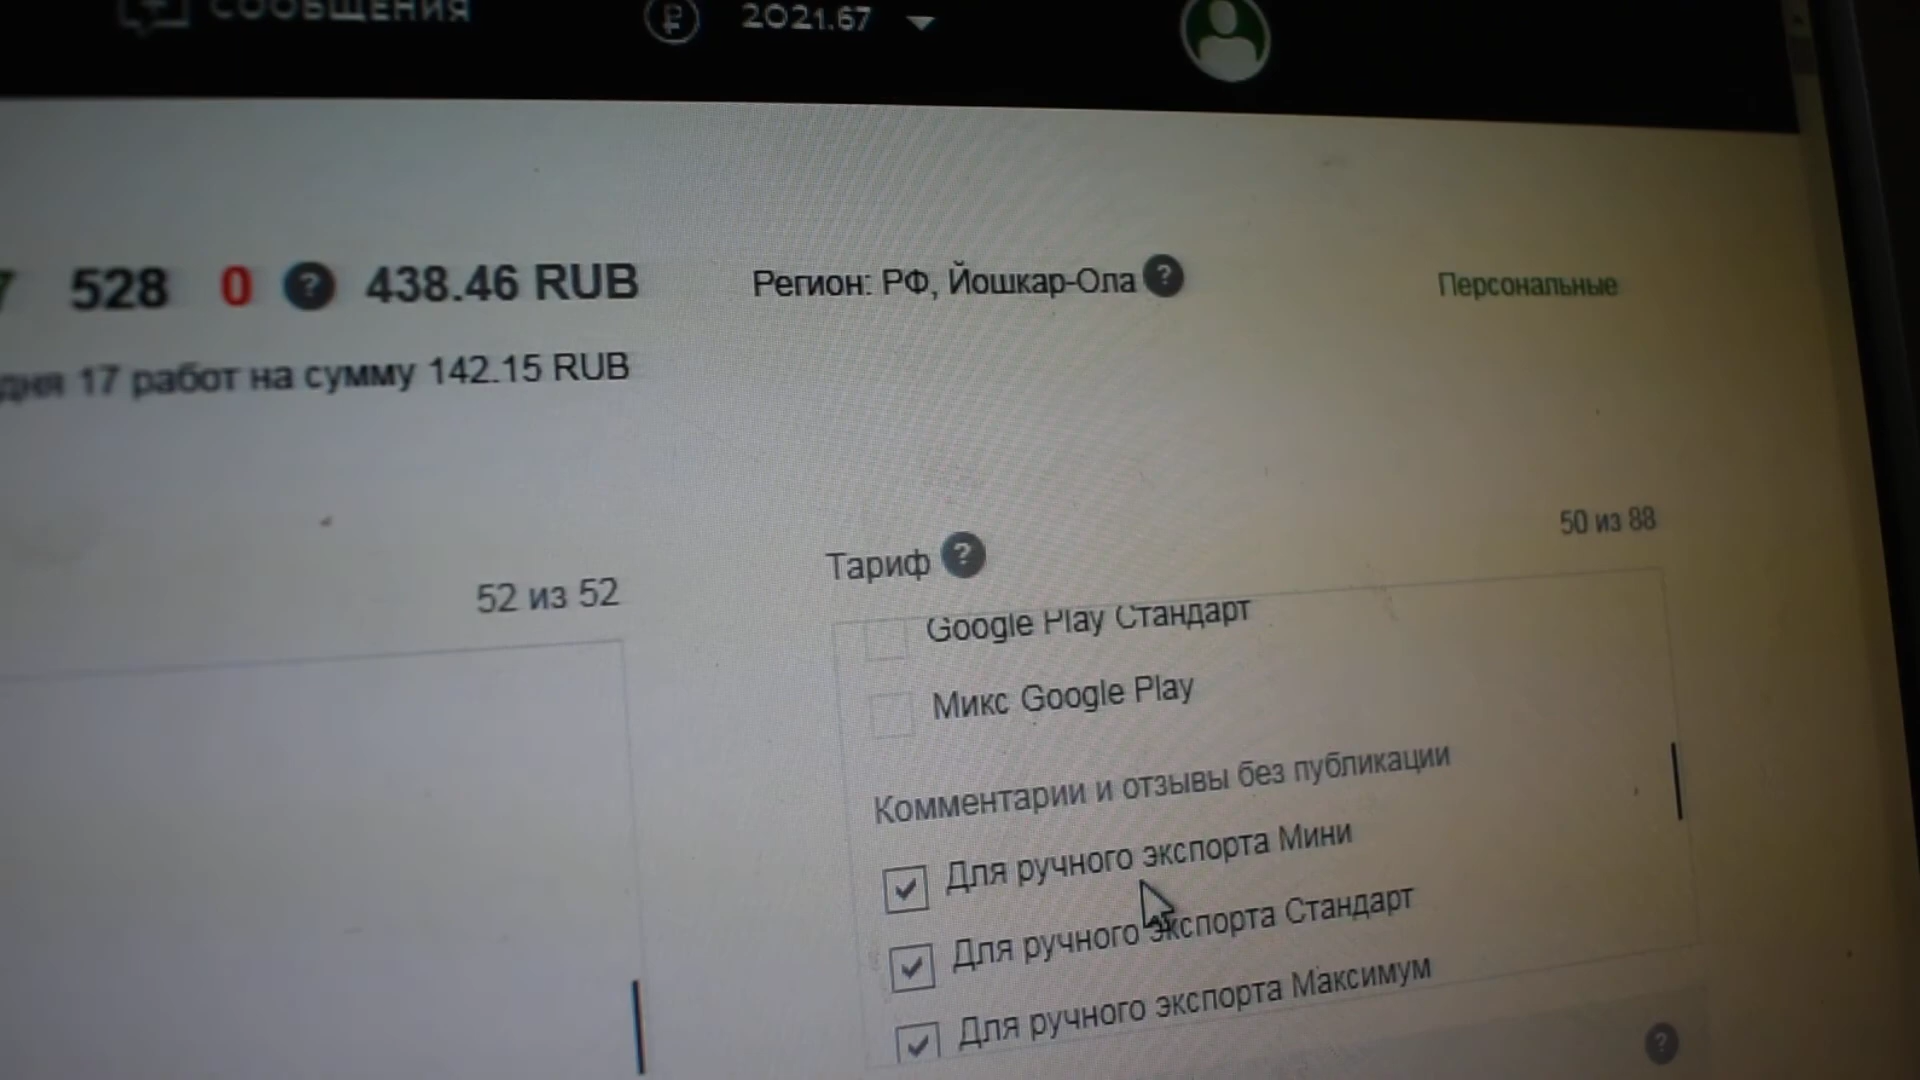 СООБЩЕНИЯ
2021.67
7 528 0 ? 438.46 RUB
Регион: РФ, Йошкар-Ола ?
Персональные
дня 17 работ на сумму 142.15 RUB
52 из 52
Тариф ?
50 из 88
Google Play Стандарт
Микс Google Play
Комментарии и отзывы без публикации
Для ручного экспорта Мини
Для ручного экспорта Стандарт
Для ручного экспорта Максимум
?